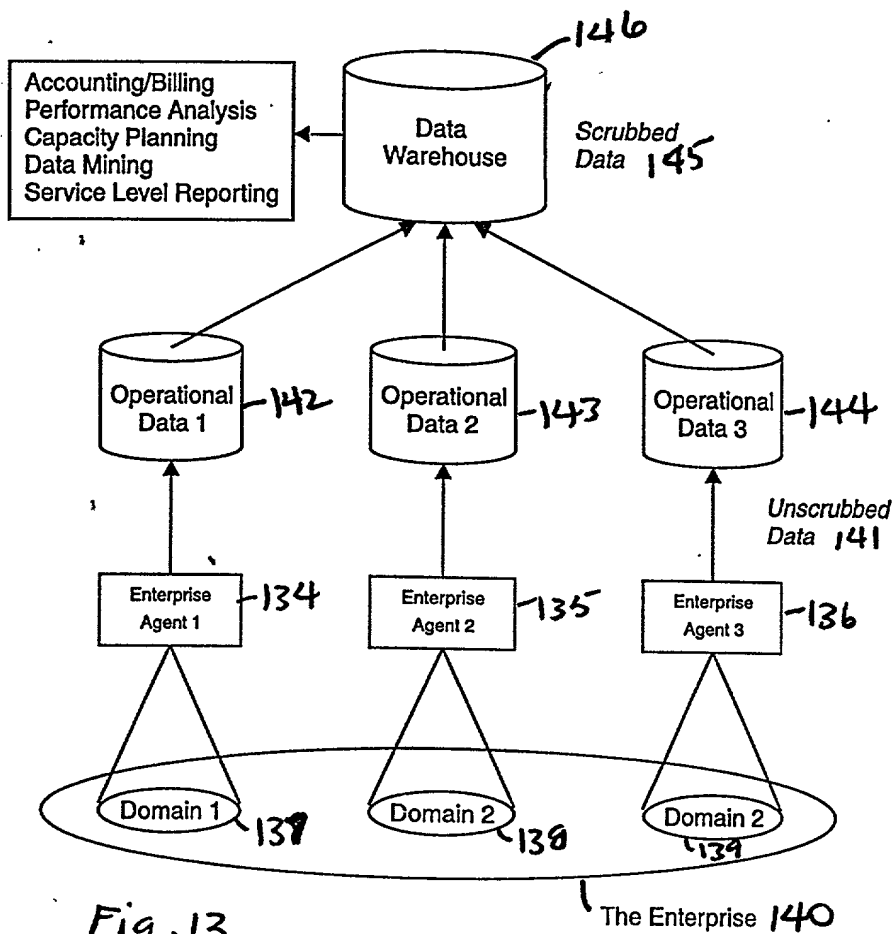 146
Accounting/Billing
Performance Analysis
Capacity Planning
Data Mining
Service Level Reporting
Data
Warehouse
Scrubbed
Data 145
Operational
Data 1
142
Operational
Data 2
143
Operational
Data 3
144
Unscrubbed
Data 141
Enterprise
Agent 1
134
Enterprise
Agent 2
135
Enterprise
Agent 3
136
Domain 1
Domain 2
138
Domain 2
139
The Enterprise 140
Fig. 13